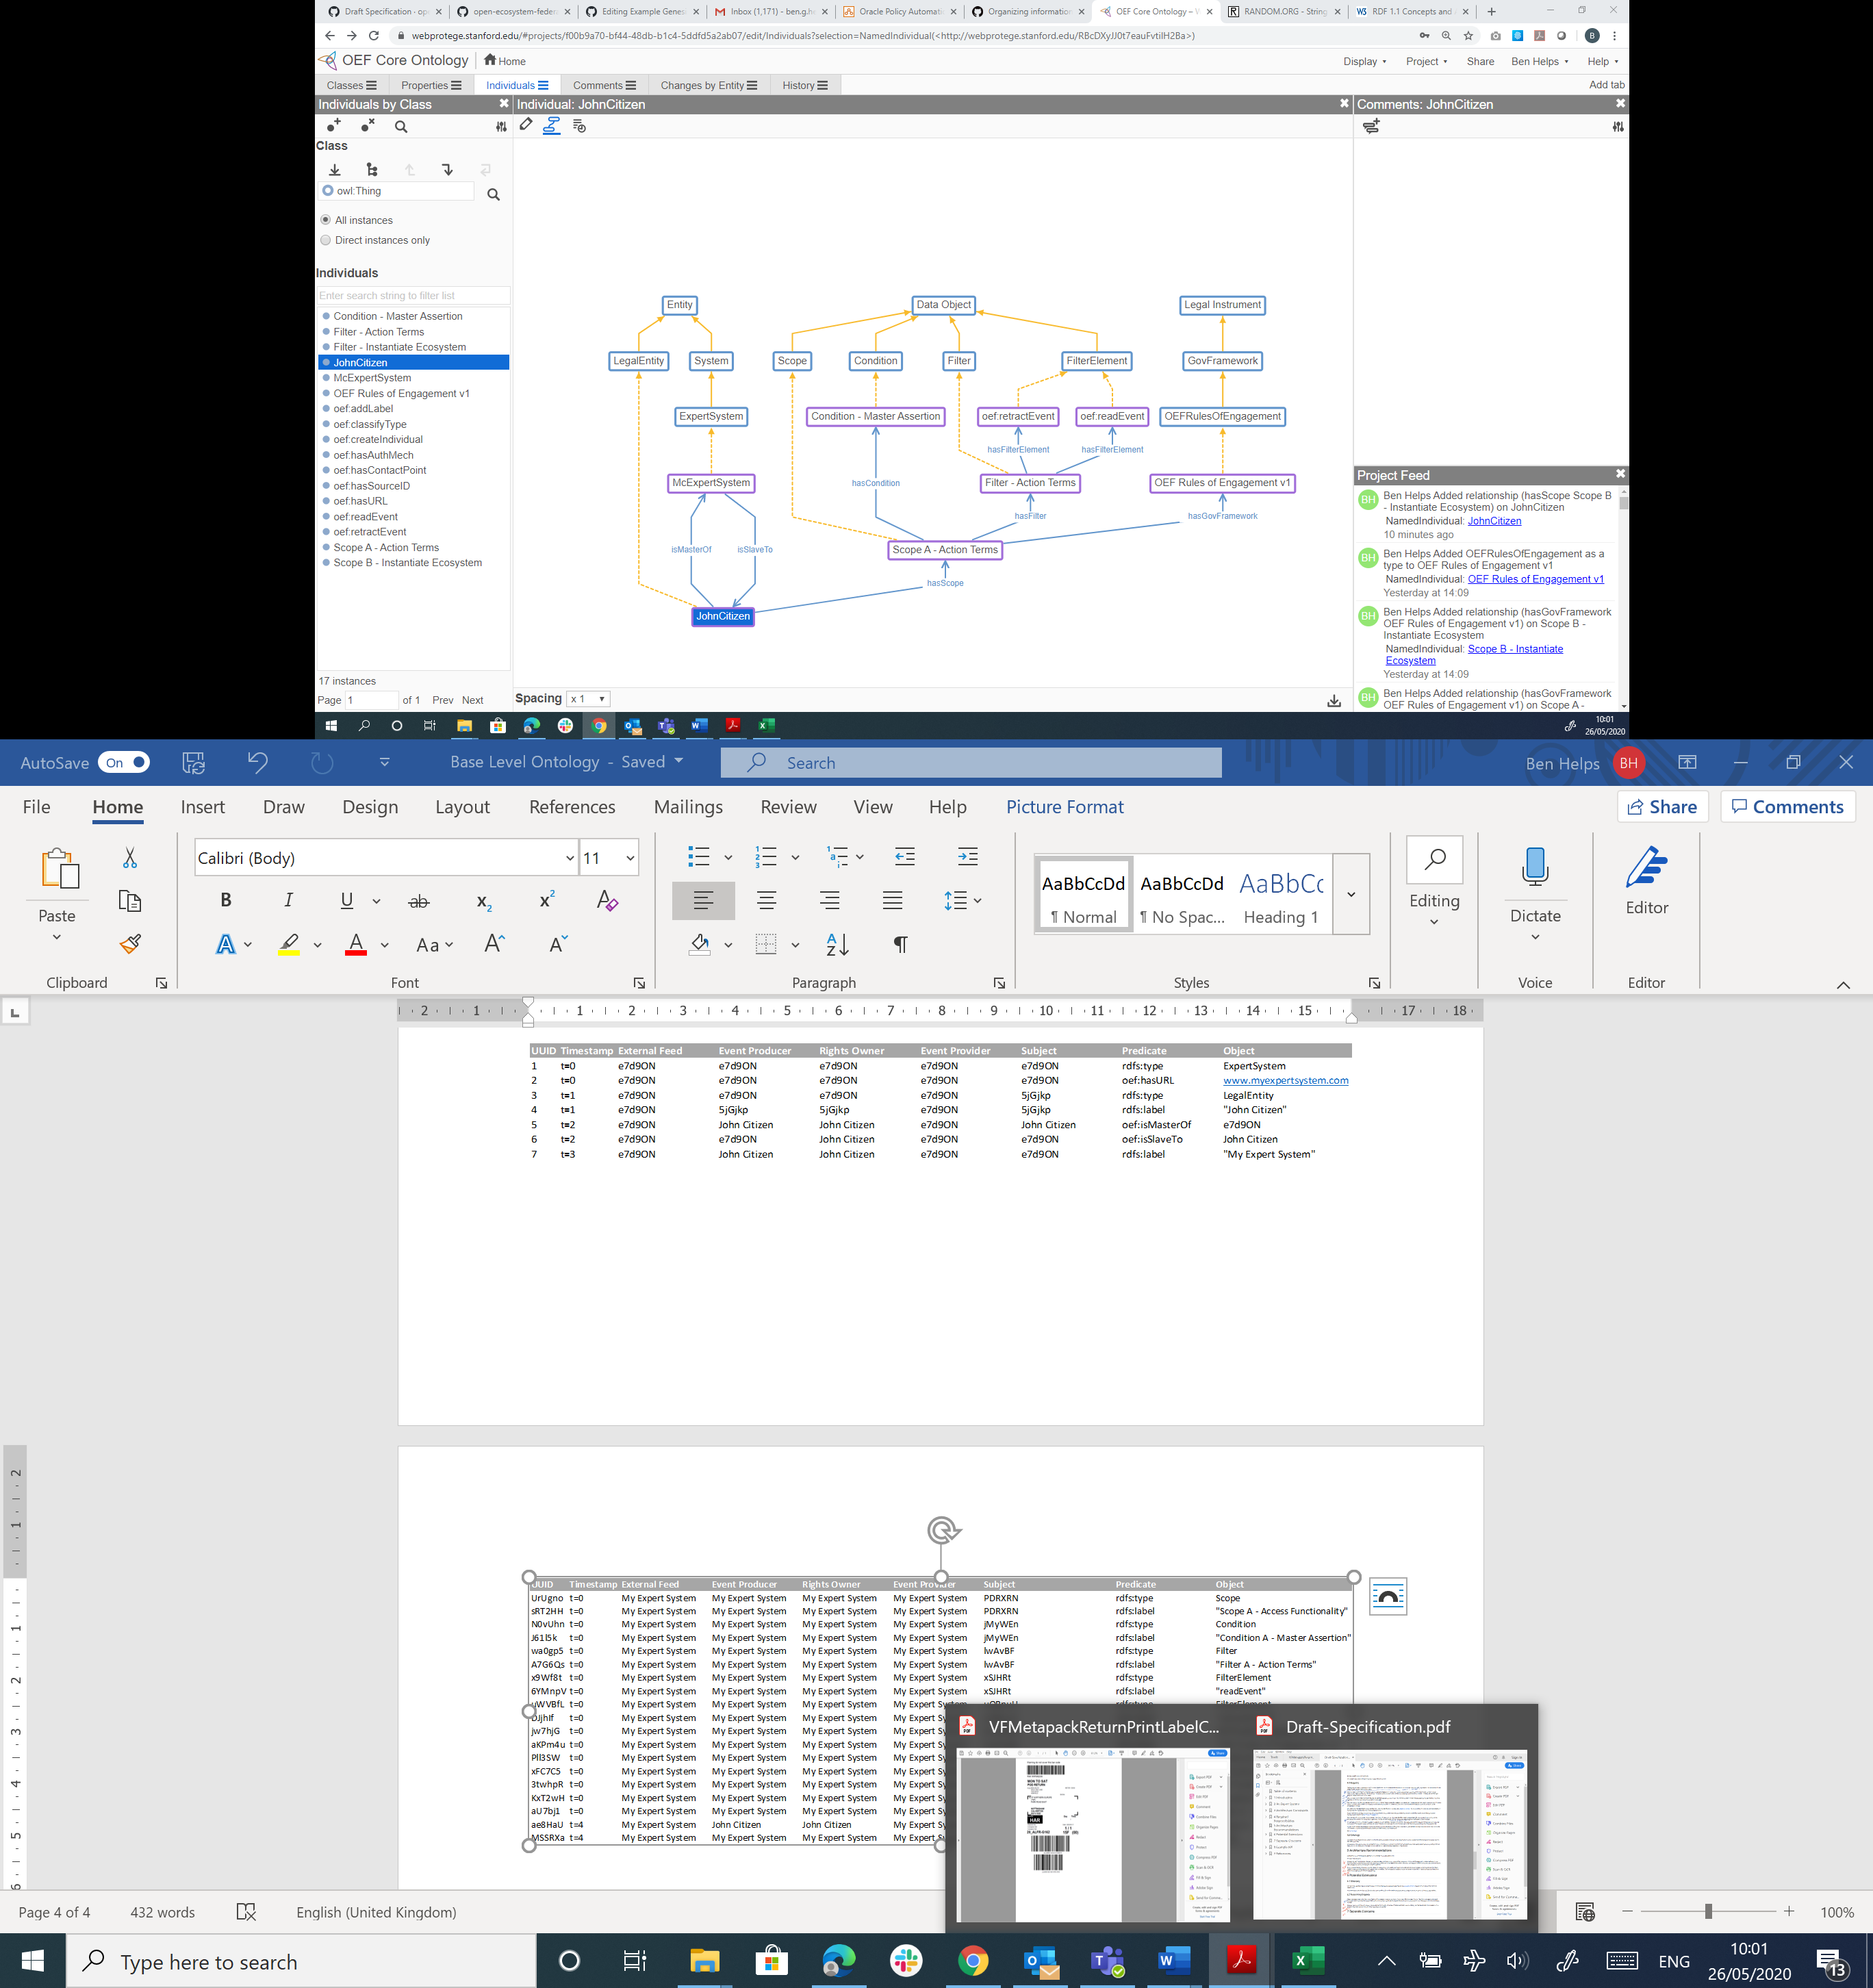 Draft Specification - op
open-ecosystem-feder
Editing Example Genes
Inbox (1,171) - ben.g.he
Oracle Policy Automati
Organizing information
OEF Core Ontology – W
RANDOM.ORG - String
RDF 1.1 Concepts and
webprotege.stanford.edu/#projects/f00b9a70-bf44-48db-b1c4-5ddfd5a2ab07/edit/Individuals?selection=NamedIndividual(<http://webprotege.stanford.edu/RBcDXyJJ0t7eauFvtiIH2Ba>)
OEF Core Ontology
Home
Display
Project
Share
Ben Helps
Help
Classes
Properties
Individuals
Comments
Changes by Entity
History
Add tab
Individuals by Class
Individual: JohnCitizen
Comments: JohnCitizen
Class
owl:Thing
All instances
Direct instances only
Individuals
Enter search string to filter list
Condition - Master Assertion
Filter - Action Terms
Filter - Instantiate Ecosystem
JohnCitizen
McExpertSystem
OEF Rules of Engagement v1
oef:addLabel
oef:classifyType
oef:createIndividual
oef:hasAuthMech
oef:hasContactPoint
oef:hasSourceID
oef:hasURL
oef:readEvent
oef:retractEvent
Scope A - Action Terms
Scope B - Instantiate Ecosystem
17 instances
Page 1 of 1 Prev Next
Entity
Data Object
Legal Instrument
LegalEntity
System
Scope
Condition
Filter
FilterElement
GovFramework
ExpertSystem
Condition - Master Assertion
oef:retractEvent
oef:readEvent
OEFRulesOfEngagement
hasFilterElement
hasFilterElement
McExpertSystem
hasCondition
Filter - Action Terms
OEF Rules of Engagement v1
hasFilter
hasGovFramework
isMasterOf
isSlaveTo
Scope A - Action Terms
hasScope
JohnCitizen
Spacing x 1
Project Feed
BH
Ben Helps Added relationship (hasScope Scope B
- Instantiate Ecosystem) on JohnCitizen
NamedIndividual: JohnCitizen
10 minutes ago
BH
Ben Helps Added OEFRulesOfEngagement as a
type to OEF Rules of Engagement v1
NamedIndividual: OEF Rules of Engagement v1
Yesterday at 14:09
BH
Ben Helps Added relationship (hasGovFramework
OEF Rules of Engagement v1) on Scope B -
Instantiate Ecosystem
NamedIndividual: Scope B - Instantiate
Ecosystem
Yesterday at 14:09
BH
Ben Helps Added relationship (hasGovFramework
OEF Rules of Engagement v1) on Scope A -
10:01
26/05/2020
AutoSave On
Base Level Ontology - Saved
Search
Ben Helps BH
File Home Insert Draw Design Layout References Mailings Review View Help Picture Format
Share
Comments
Paste
Clipboard
Calibri (Body) 11
Font
Paragraph
AaBbCcDd AaBbCcDd AaBbCc
¶ Normal ¶ No Spac... Heading 1
Styles
Editing
Dictate
Voice
Editor
Editor
2 1 1 2 3 4 5 6 7 8 9 10 11 12 13 14 15 17 18
UUID Timestamp External Feed Event Producer Rights Owner Event Provider Subject Predicate Object
1 t=0 e7d9ON e7d9ON e7d9ON e7d9ON e7d9ON rdfs:type ExpertSystem
2 t=0 e7d9ON e7d9ON e7d9ON e7d9ON e7d9ON oef:hasURL www.myexpertsystem.com
3 t=1 e7d9ON e7d9ON e7d9ON e7d9ON 5jGjkp rdfs:type LegalEntity
4 t=1 e7d9ON 5jGjkp 5jGjkp e7d9ON 5jGjkp rdfs:label "John Citizen"
5 t=2 e7d9ON John Citizen John Citizen e7d9ON John Citizen oef:isMasterOf e7d9ON
6 t=2 e7d9ON e7d9ON John Citizen e7d9ON e7d9ON oef:isSlaveTo John Citizen
7 t=3 e7d9ON John Citizen John Citizen e7d9ON e7d9ON rdfs:label "My Expert System"
UUID Timestamp External Feed Event Producer Rights Owner Event Provider Subject Predicate Object
UrUgno t=0 My Expert System My Expert System My Expert System My Expert System PDRXRN rdfs:type Scope
sRT2HH t=0 My Expert System My Expert System My Expert System My Expert System PDRXRN rdfs:label "Scope A - Access Functionality"
N0vUhn t=0 My Expert System My Expert System My Expert System My Expert System jMyWEn rdfs:type Condition
J61l5k t=0 My Expert System My Expert System My Expert System My Expert System jMyWEn rdfs:label "Condition A - Master Assertion"
wa0gp5 t=0 My Expert System My Expert System My Expert System My Expert System lwAvBF rdfs:type Filter
A7G6Qs t=0 My Expert System My Expert System My Expert System My Expert System lwAvBF rdfs:label "Filter A - Action Terms"
x9Wf8t t=0 My Expert System My Expert System My Expert System My Expert System xSJHRt rdfs:type FilterElement
6YMnpV t=0 My Expert System My Expert System My Expert System My Expert System xSJHRt rdfs:label "readEvent"
uWVBfL t=0 My Expert System My Expert System My Expert System My Expert System
DJjhIf t=0 My Expert System My Expert System My Expert System My Expert
jw7hjG t=0 My Expert System My Expert System My Expert System My Expert
aKPm4u t=0 My Expert System My Expert System My Expert System My Expert
Pll3SW t=0 My Expert System My Expert System My Expert System My Expert
xFC7C5 t=0 My Expert System My Expert System My Expert System My Expert
3twhpR t=0 My Expert System My Expert System My Expert System My Expert
KxT2wH t=0 My Expert System My Expert System My Expert System My Expert
aU7bj1 t=0 My Expert System My Expert System My Expert System My Expert
ae8HaU t=4 My Expert System John Citizen John Citizen My Expert
MSSRXa t=4 My Expert System My Expert System John Citizen My Expert
VFMetapackReturnPrintLabelC...
Draft-Specification.pdf
Page 4 of 4 432 words English (United Kingdom)
100%
Type here to search
ENG
10:01
26/05/2020
13